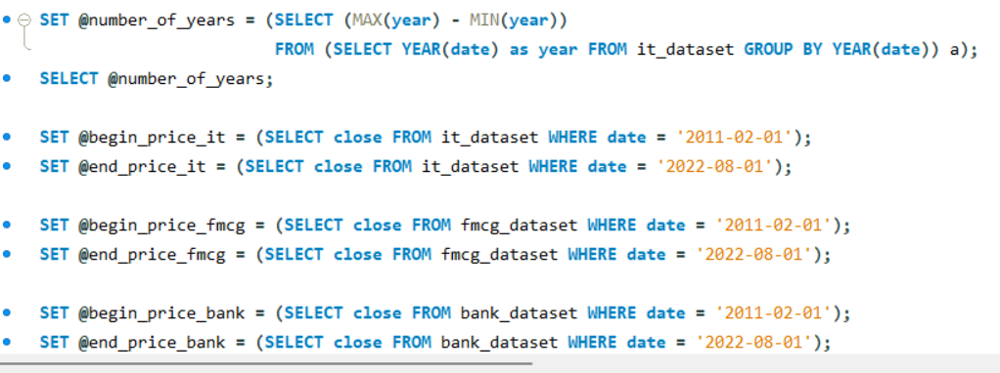 SET @number_of_years = (SELECT (MAX(year) - MIN(year))
FROM (SELECT YEAR(date) as year FROM it_dataset GROUP BY YEAR(date)) a);
SELECT @number_of_years;
SET @begin_price_it = (SELECT close FROM it_dataset WHERE date = '2011-02-01');
SET @end_price_it = (SELECT close FROM it_dataset WHERE date = '2022-08-01');
SET @begin_price_fmcg = (SELECT close FROM fmcg_dataset WHERE date = '2011-02-01');
SET @end_price_fmcg = (SELECT close FROM fmcg_dataset WHERE date = '2022-08-01');
SET @begin_price_bank = (SELECT close FROM bank_dataset WHERE date = '2011-02-01');
SET @end_price_bank = (SELECT close FROM bank_dataset WHERE date = '2022-08-01');